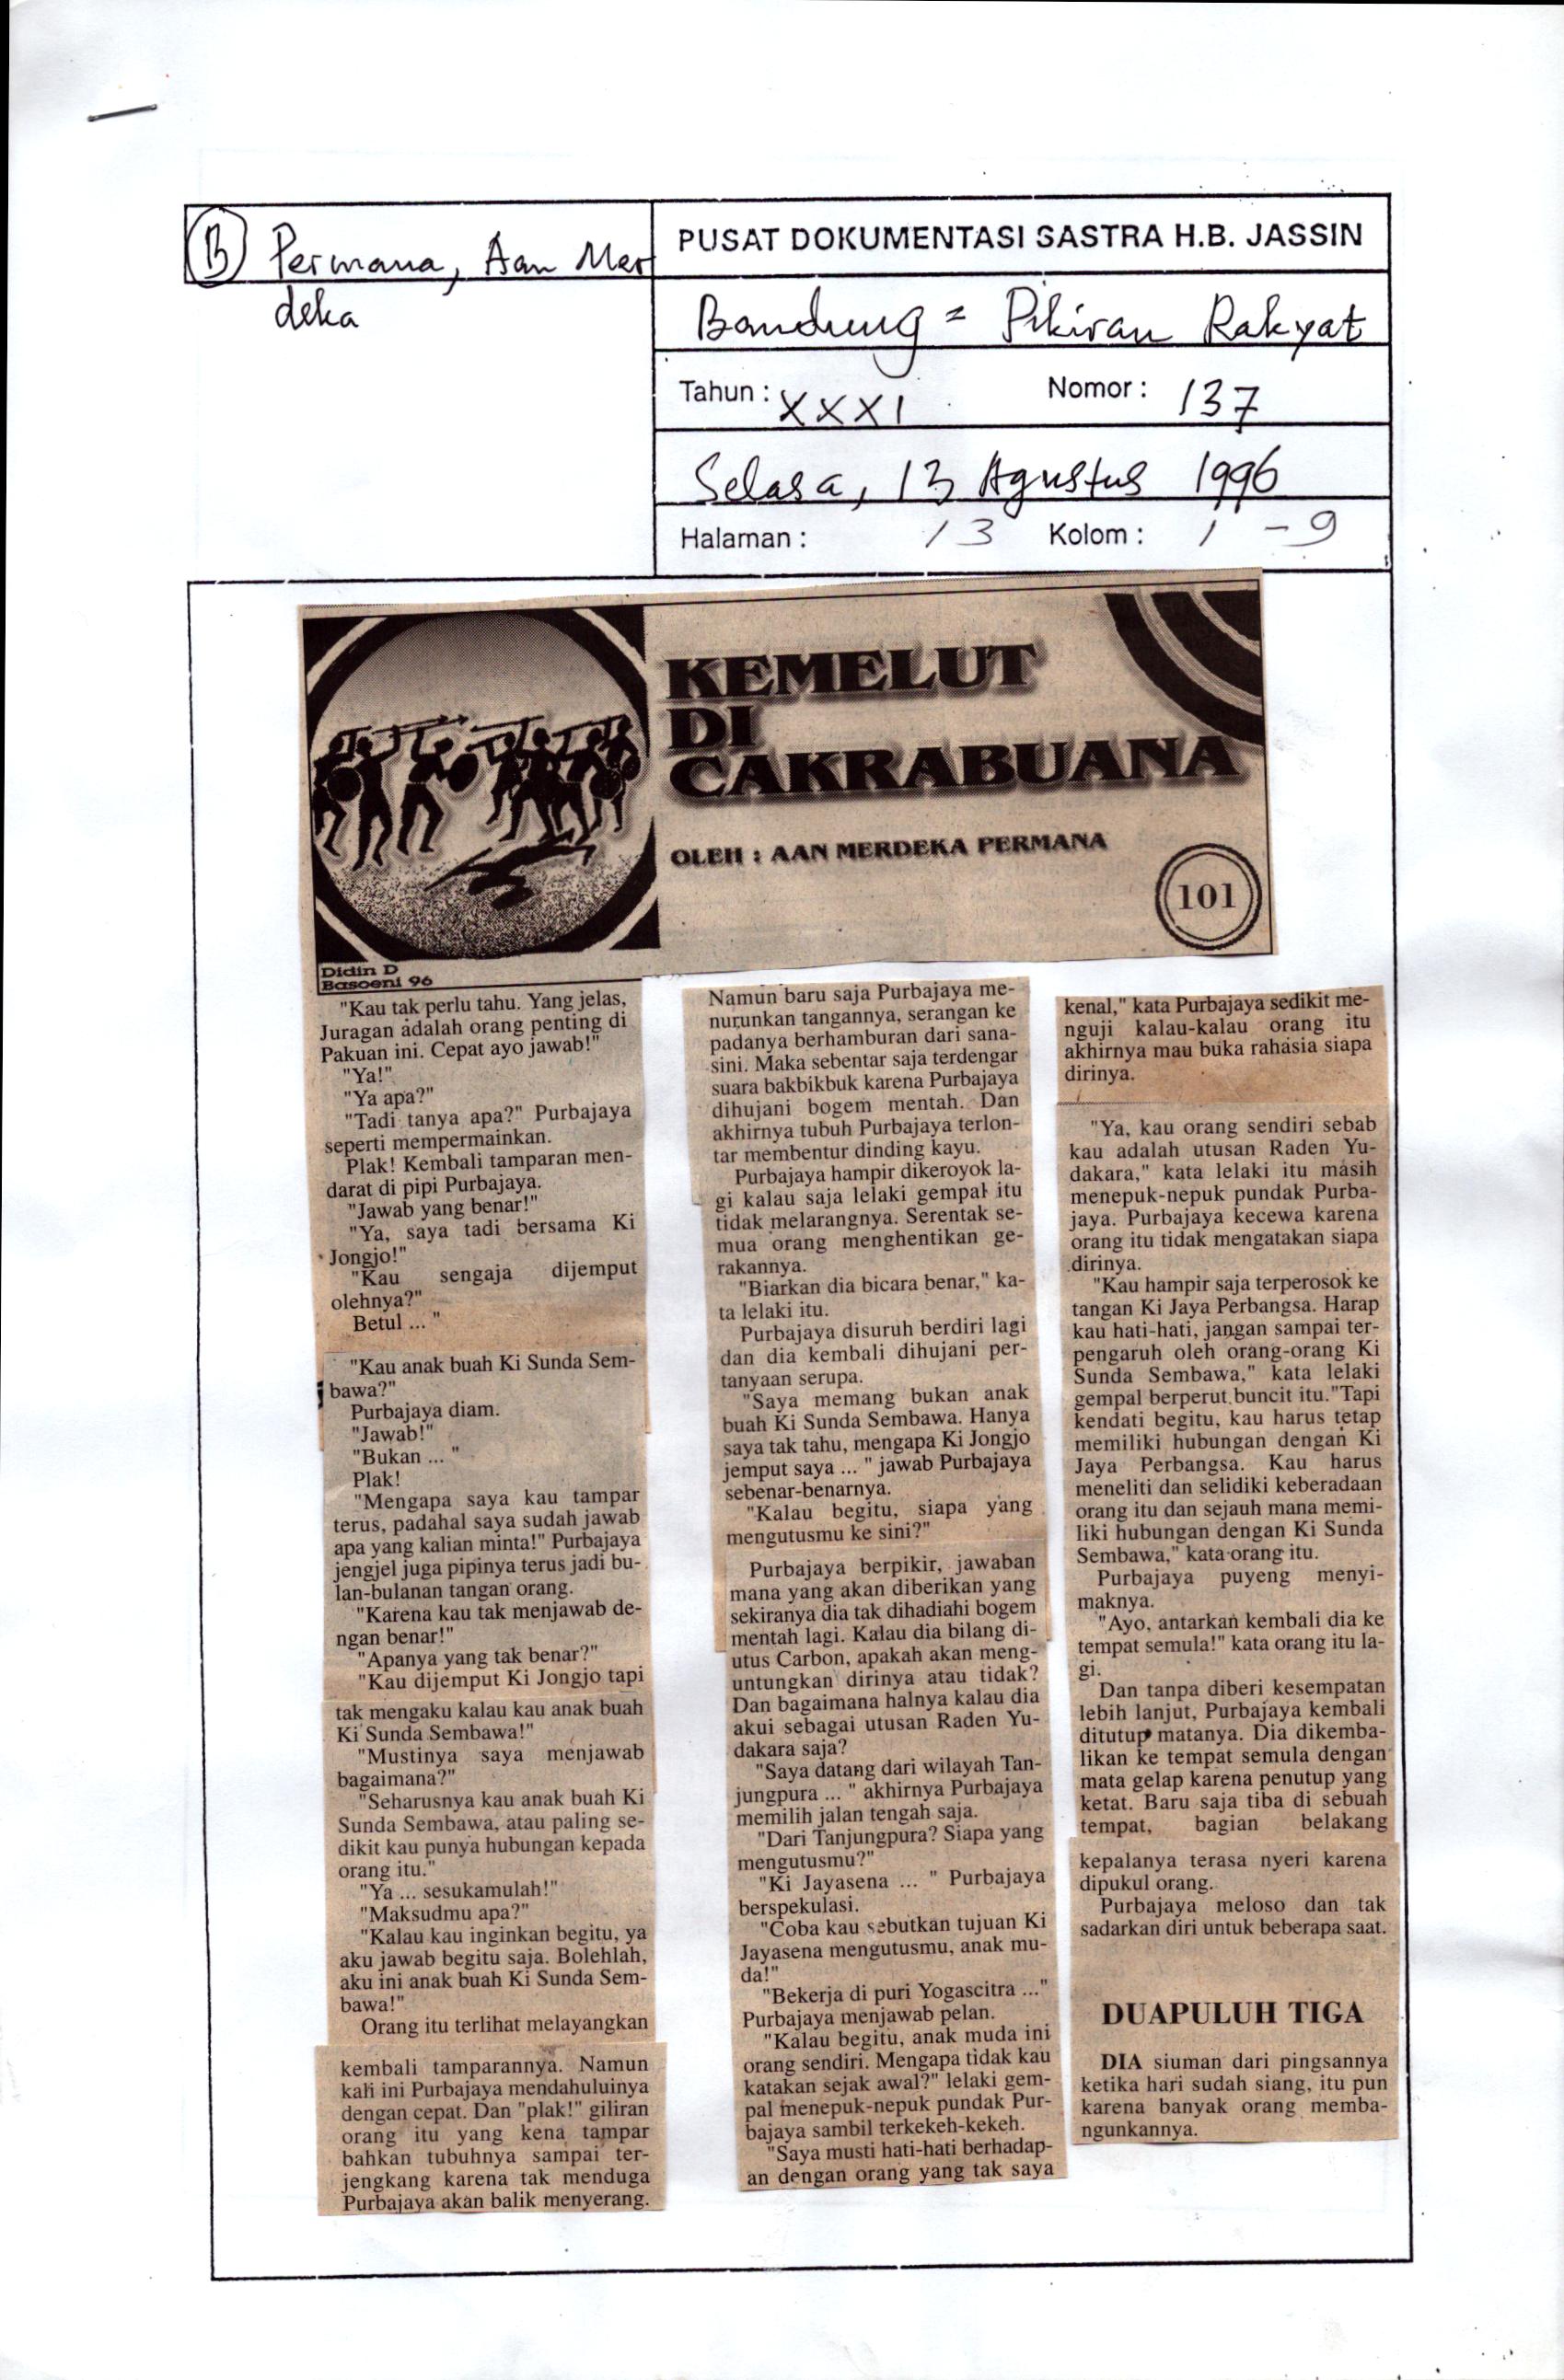 B Permana, Aan Mer
deka
PUSAT DOKUMENTASI SASTRA H.B. JASSIN
Bandung = Pikiran Rakyat
Tahun : XXXI Nomor : 137
Selasa, 13 Agustus 1996
Halaman : 13 Kolom : 1 - 9
KEMELUT
DI
CAKRABUANA
OLEH : AAN MERDEKA PERMANA
101
Didin D
Basoeni 96
"Kau tak perlu tahu. Yang jelas,
Juragan adalah orang penting di
Pakuan ini. Cepat ayo jawab!"
"Ya!"
"Ya apa?"
"Tadi tanya apa?" Purbajaya
seperti mempermainkan.
Plak! Kembali tamparan men-
darat di pipi Purbajaya.
"Jawab yang benar!"
"Ya, saya tadi bersama Ki
Jongjo!"
"Kau sengaja dijemput
olehnya?"
Betul ... "
"Kau anak buah Ki Sunda Sem-
bawa?"
Purbajaya diam.
"Jawab!"
"Bukan ... "
Plak!
"Mengapa saya kau tampar
terus, padahal saya sudah jawab
apa yang kalian minta!" Purbajaya
jengjel juga pipinya terus jadi bu-
lan-bulanan tangan orang.
"Karena kau tak menjawab de-
ngan benar!"
"Apanya yang tak benar?"
"Kau dijemput Ki Jongjo tapi
tak mengaku kalau kau anak buah
Ki Sunda Sembawa!"
"Mustinya saya menjawab
bagaimana?"
"Seharusnya kau anak buah Ki
Sunda Sembawa, atau paling se-
dikit kau punya hubungan kepada
orang itu."
"Ya ... sesukamulah!"
"Maksudmu apa?"
"Kalau kau inginkan begitu, ya
aku jawab begitu saja. Bolehlah,
aku ini anak buah Ki Sunda Sem-
bawa!"
Orang itu terlihat melayangkan
kembali tamparannya. Namun
kali ini Purbajaya mendahuluinya
dengan cepat. Dan "plak!" giliran
orang itu yang kena tampar
bahkan tubuhnya sampai ter-
jengkang karena tak menduga
Purbajaya akan balik menyerang.
Namun baru saja Purbajaya me-
nurunkan tangannya, serangan ke
padanya berhamburan dari sana-
sini. Maka sebentar saja terdengar
suara bakbikbuk karena Purbajaya
dihujani bogem mentah. Dan
akhirnya tubuh Purbajaya terlon-
tar membentur dinding kayu.
Purbajaya hampir dikeroyok la-
gi kalau saja lelaki gempal itu
tidak melarangnya. Serentak se-
mua orang menghentikan ge-
rakannya.
"Biarkan dia bicara benar," ka-
ta lelaki itu.
Purbajaya disuruh berdiri lagi
dan dia kembali dihujani per-
tanyaan serupa.
"Saya memang bukan anak
buah Ki Sunda Sembawa. Hanya
saya tak tahu, mengapa Ki Jongjo
jemput saya ... " jawab Purbajaya
sebenar-benarnya.
"Kalau begitu, siapa yang
mengutusmu ke sini?"
Purbajaya berpikir, jawaban
mana yang akan diberikan yang
sekiranya dia tak dihadiahi bogem
mentah lagi. Kalau dia bilang di-
utus Carbon, apakah akan meng-
untungkan dirinya atau tidak?
Dan bagaimana halnya kalau dia
akui sebagai utusan Raden Yu-
dakara saja?
"Saya datang dari wilayah Tan-
jungpura ... " akhirnya Purbajaya
memilih jalan tengah saja.
"Dari Tanjungpura? Siapa yang
mengutusmu?"
"Ki Jayasena ... " Purbajaya
berspekulasi.
"Coba kau sebutkan tujuan Ki
Jayasena mengutusmu, anak mu-
da!"
"Bekerja di puri Yogascitra ..."
Purbajaya menjawab pelan.
"Kalau begitu, anak muda ini
orang sendiri. Mengapa tidak kau
katakan sejak awal?" lelaki gem-
pal menepuk-nepuk pundak Pur-
bajaya sambil terkekeh-kekeh.
"Saya musti hati-hati berhadap-
an dengan orang yang tak saya
kenal," kata Purbajaya sedikit me-
nguji kalau-kalau orang itu
akhirnya mau buka rahasia siapa
dirinya.
"Ya, kau orang sendiri sebab
kau adalah utusan Raden Yu-
dakara," kata lelaki itu masih
menepuk-nepuk pundak Purba-
jaya. Purbajaya kecewa karena
orang itu tidak mengatakan siapa
dirinya.
"Kau hampir saja terperosok ke
tangan Ki Jaya Perbangsa. Harap
kau hati-hati, jangan sampai ter-
pengaruh oleh orang-orang Ki
Sunda Sembawa," kata lelaki
gempal berperut buncit itu."Tapi
kendati begitu, kau harus tetap
memiliki hubungan dengan Ki
Jaya Perbangsa. Kau harus
meneliti dan selidiki keberadaan
orang itu dan sejauh mana memi-
liki hubungan dengan Ki Sunda
Sembawa," kata orang itu.
Purbajaya puyeng menyi-
maknya.
"Ayo, antarkan kembali dia ke
tempat semula!" kata orang itu la-
gi.
Dan tanpa diberi kesempatan
lebih lanjut, Purbajaya kembali
ditutup matanya. Dia dikemba-
likan ke tempat semula dengan
mata gelap karena penutup yang
ketat. Baru saja tiba di sebuah
tempat, bagian belakang
kepalanya terasa nyeri karena
dipukul orang.
Purbajaya meloso dan tak
sadarkan diri untuk beberapa saat.
DUAPULUH TIGA
DIA siuman dari pingsannya
ketika hari sudah siang, itu pun
karena banyak orang memba-
ngunkannya.